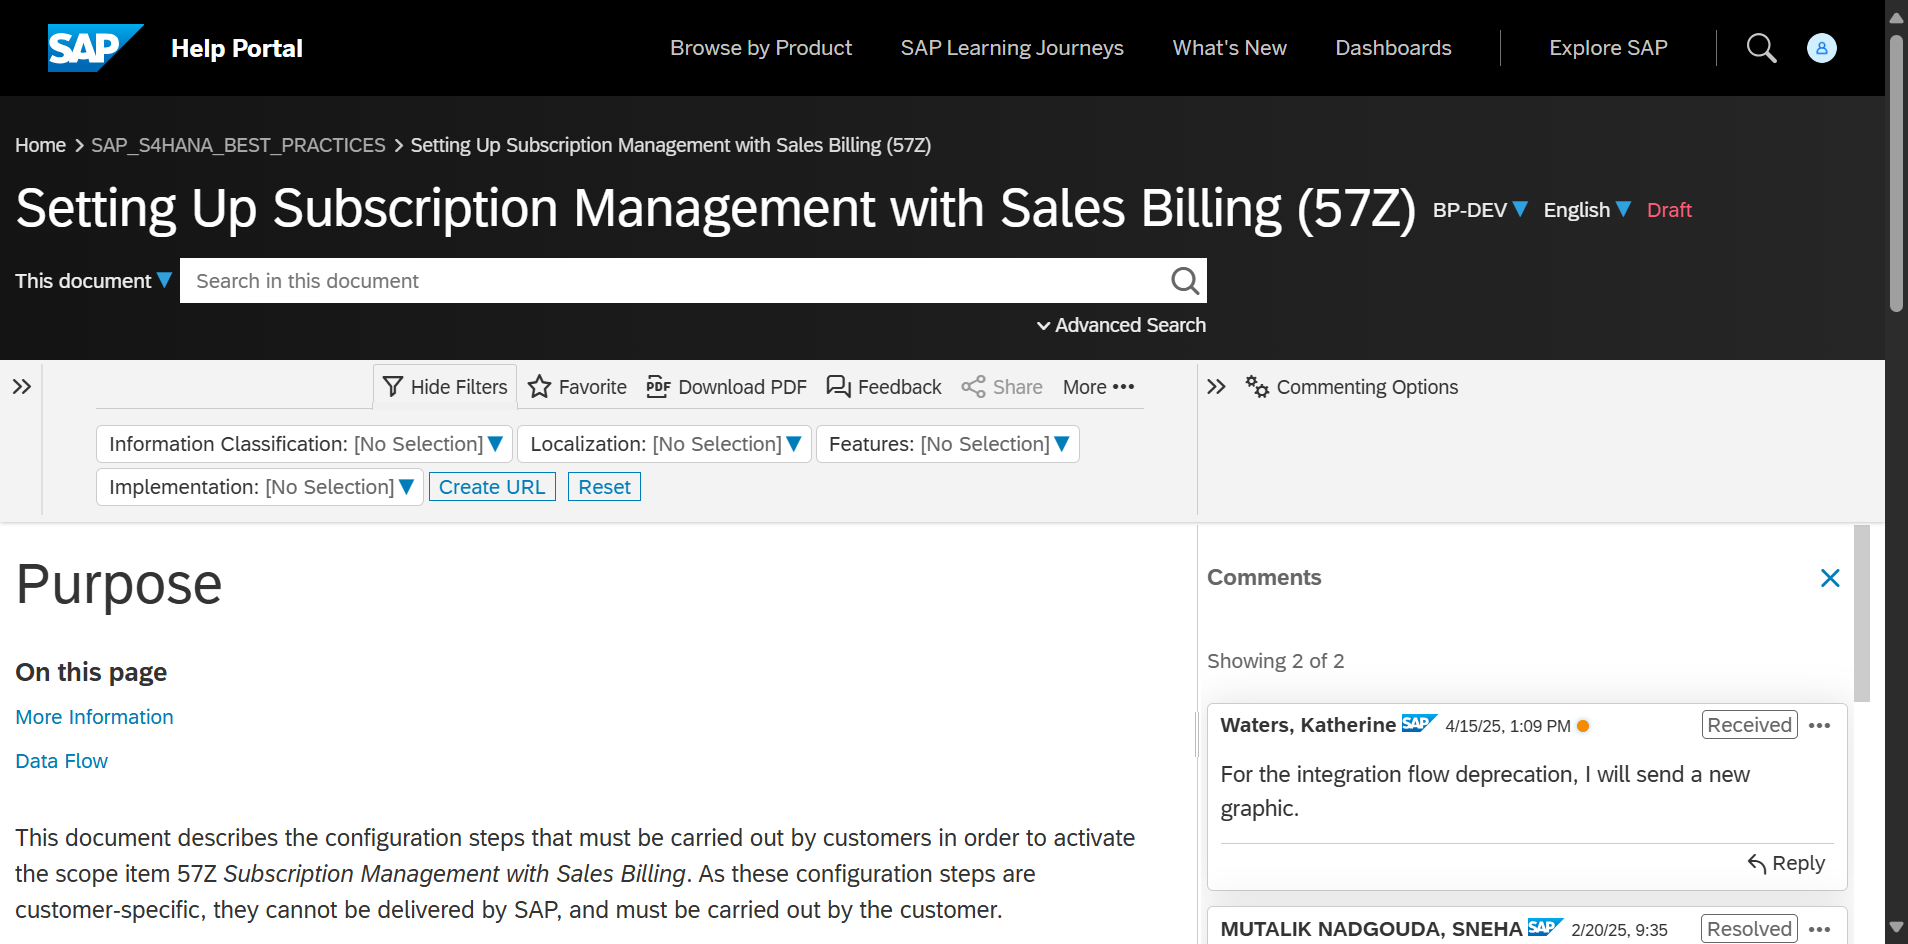 SAP Help Portal Browse by Product SAP Learning Journeys What's New Dashboards Explore SAP
Home > SAP_S4HANA_BEST_PRACTICES > Setting Up Subscription Management with Sales Billing (57Z)
Setting Up Subscription Management with Sales Billing (57Z) BP-DEV English Draft
This document Search in this document
Advanced Search
Hide Filters Favorite PDF Download PDF Feedback Share More
Commenting Options
Information Classification: [No Selection] Localization: [No Selection] Features: [No Selection]
Implementation: [No Selection] Create URL Reset
Purpose
On this page
More Information
Data Flow
This document describes the configuration steps that must be carried out by customers in order to activate
the scope item 57Z Subscription Management with Sales Billing. As these configuration steps are
customer-specific, they cannot be delivered by SAP, and must be carried out by the customer.
Comments
Showing 2 of 2
Waters, Katherine SAP 4/15/25, 1:09 PM Received
For the integration flow deprecation, I will send a new
graphic.
Reply
MUTALIK NADGOUDA, SNEHA SAP 2/20/25, 9:35 Resolved